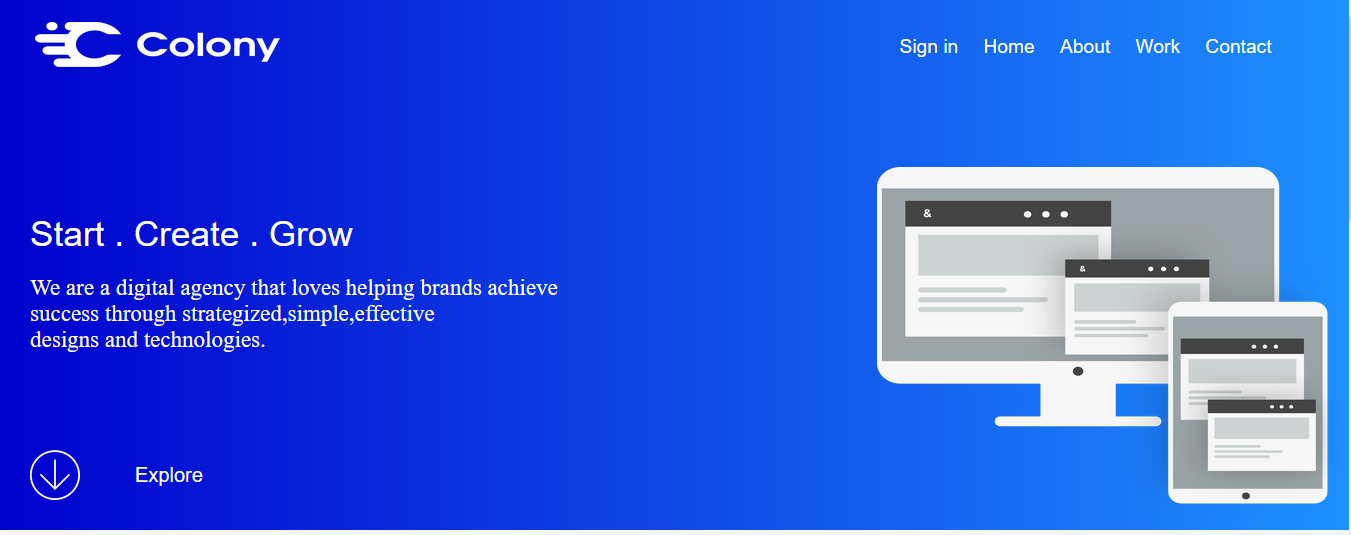 Colony
Sign in Home About Work Contact
Start . Create . Grow
We are a digital agency that loves helping brands achieve
success through strategized,simple,effective
designs and technologies.
&
&
Explore